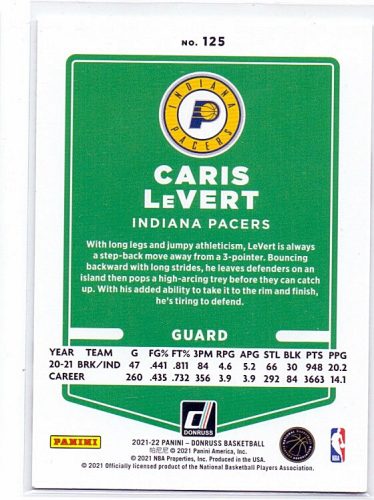 NO. 125
INDIANA
P
PACERS
CARIS
LEVERT
INDIANA PACERS
With long legs and jumpy athleticism, LeVert is always
a step-back move away from a 3-pointer. Bouncing
backward with long strides, he leaves defenders on an
island then pops a high-arcing trey before they can catch
up. With his added ability to take it to the rim and finish,
he's tiring to defend.
GUARD
YEAR TEAM G FG% FT% 3PM RPG APG STL BLK PTS PPG
20-21 BRK/IND 47 .441 .811 84 4.6 5.2 66 30 948 20.2
CAREER 260 .435 .732 356 3.9 3.9 292 84 3663 14.1
PANINI
D
DONRUSS
NBA
2021-22 PANINI – DONRUSS BASKETBALL
帕尼尼 © 2021 Panini America, Inc.
© 2021 NBA Properties, Inc. Produced in the USA.
© 2021 Officially licensed product of the National Basketball Players Association.